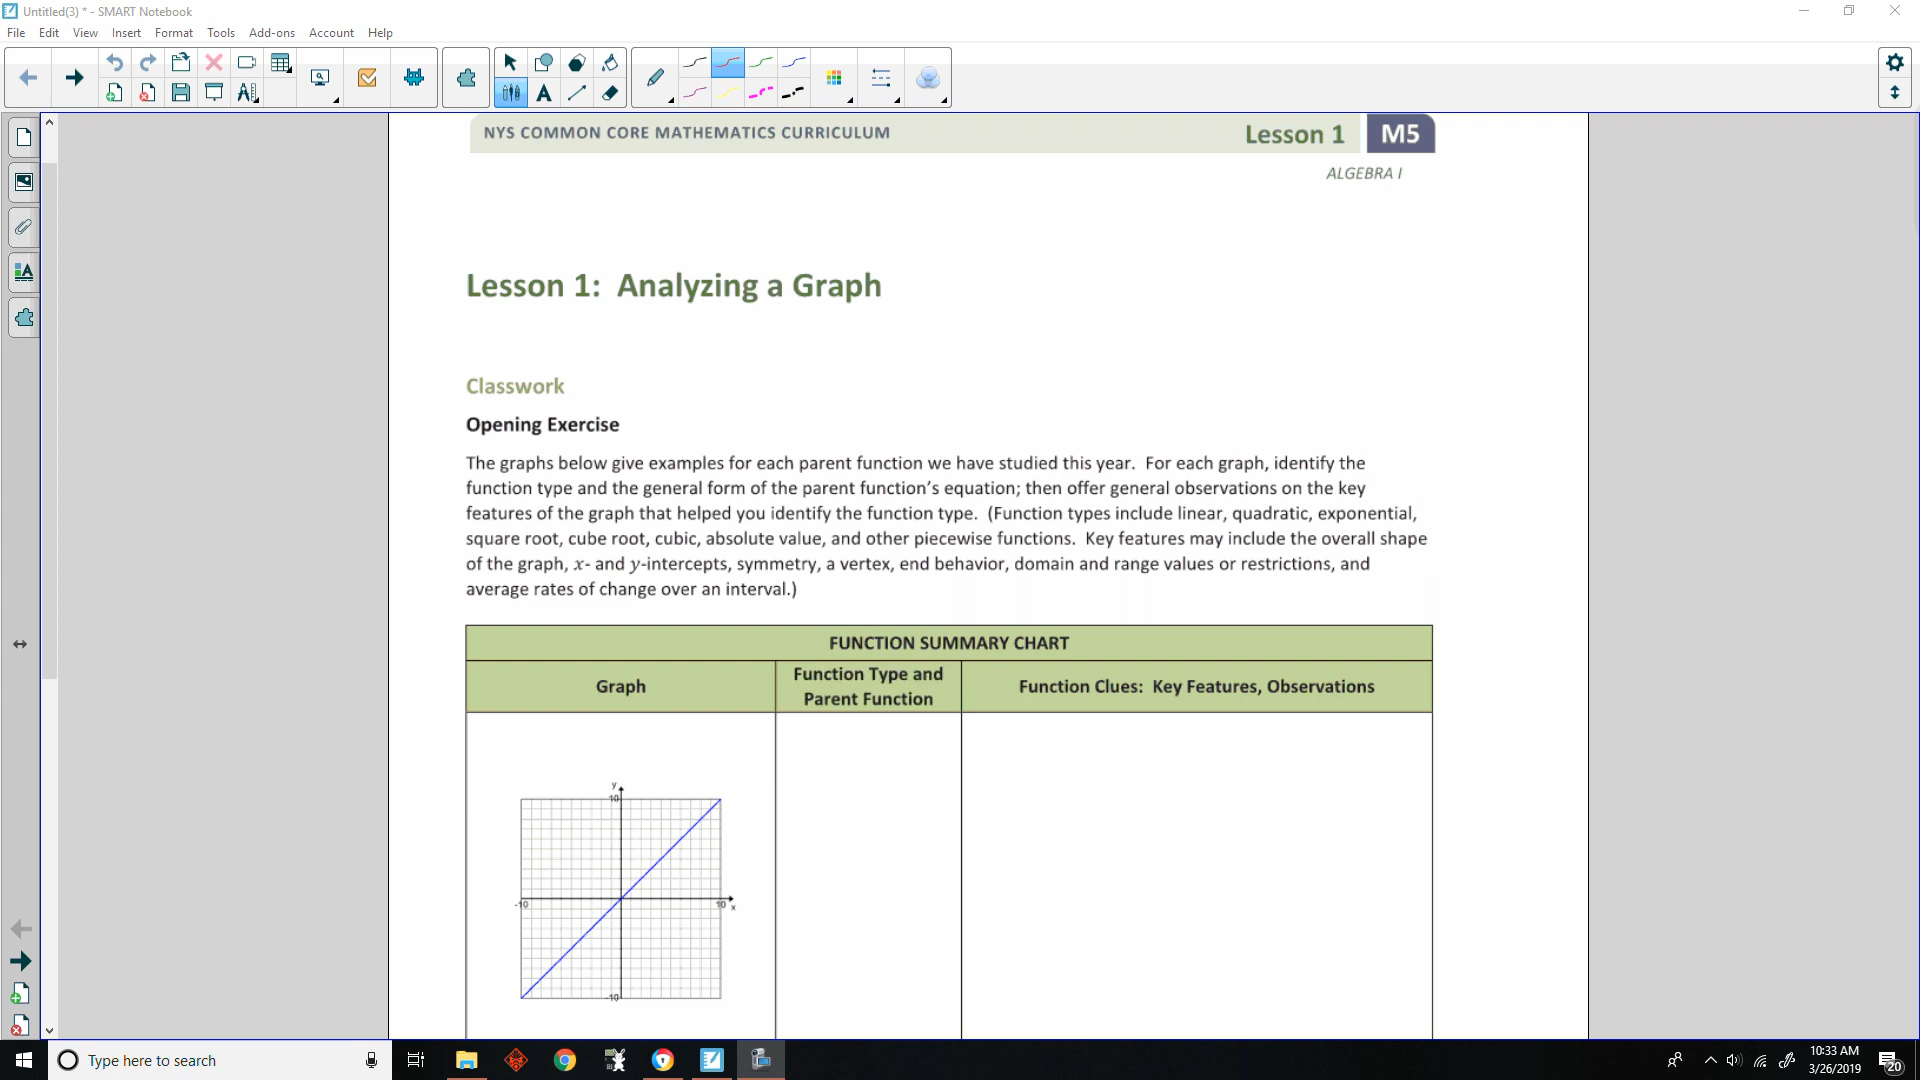 Untitled(3) * - SMART Notebook
File Edit View Insert Format Tools Add-ons Account Help
NYS COMMON CORE MATHEMATICS CURRICULUM
Lesson 1 M5
ALGEBRA I
Lesson 1: Analyzing a Graph
Classwork
Opening Exercise
The graphs below give examples for each parent function we have studied this year. For each graph, identify the
function type and the general form of the parent function’s equation; then offer general observations on the key
features of the graph that helped you identify the function type. (Function types include linear, quadratic, exponential,
square root, cube root, cubic, absolute value, and other piecewise functions. Key features may include the overall shape
of the graph, x- and y-intercepts, symmetry, a vertex, end behavior, domain and range values or restrictions, and
average rates of change over an interval.)
FUNCTION SUMMARY CHART
Graph
Function Type and
Parent Function
Function Clues: Key Features, Observations
y
10
-10
10
x
-10
Type here to search
10:33 AM
3/26/2019
20